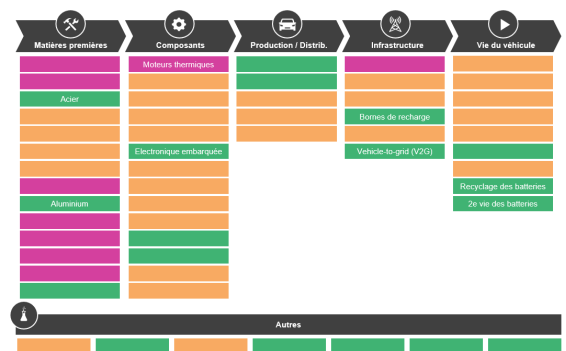 Matières premières
Composants
Production / Distrib.
Infrastructure
Vie du véhicule
Moteurs thermiques
Acier
Bornes de recharge
Electronique embarquée
Vehicle-to-grid (V2G)
Recyclage des batteries
Aluminium
2e vie des batteries
Autres